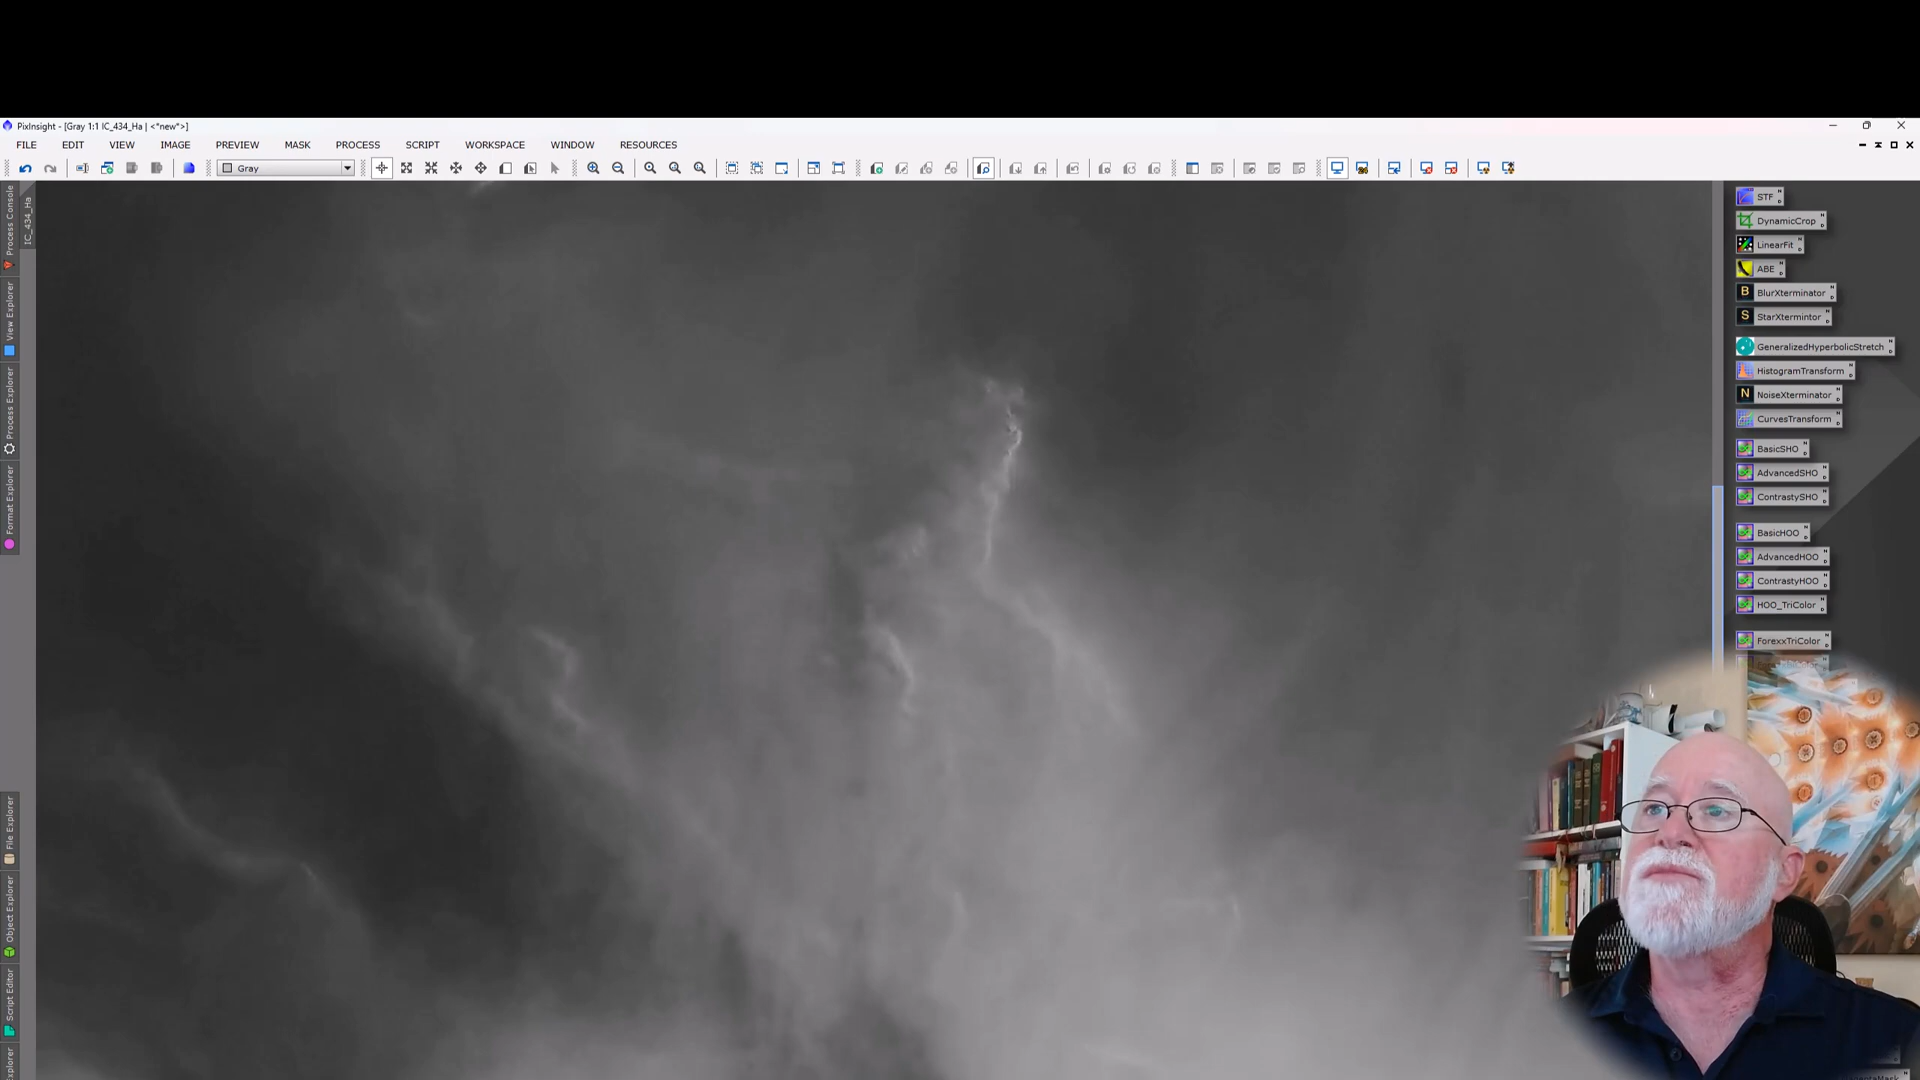 PixInsight - [Gray 1:1 IC_434_Ha | <*new*>]
FILE EDIT VIEW IMAGE PREVIEW MASK PROCESS SCRIPT WORKSPACE WINDOW RESOURCES
Gray
Process Console
View Explorer
Process Explorer
Format Explorer
File Explorer
Object Explorer
Script Editor
Explorer
IC_434_Ha
STF
DynamicCrop
LinearFit
ABE
B BlurXterminator
S StarXtermintor
GeneralizedHyperbolicStretch
HistogramTransform
N NoiseXterminator
CurvesTransform
BasicSHO
AdvancedSHO
ContrastySHO
BasicHOO
AdvancedHOO
ContrastyHOO
HOO_TriColor
ForexxTriColor